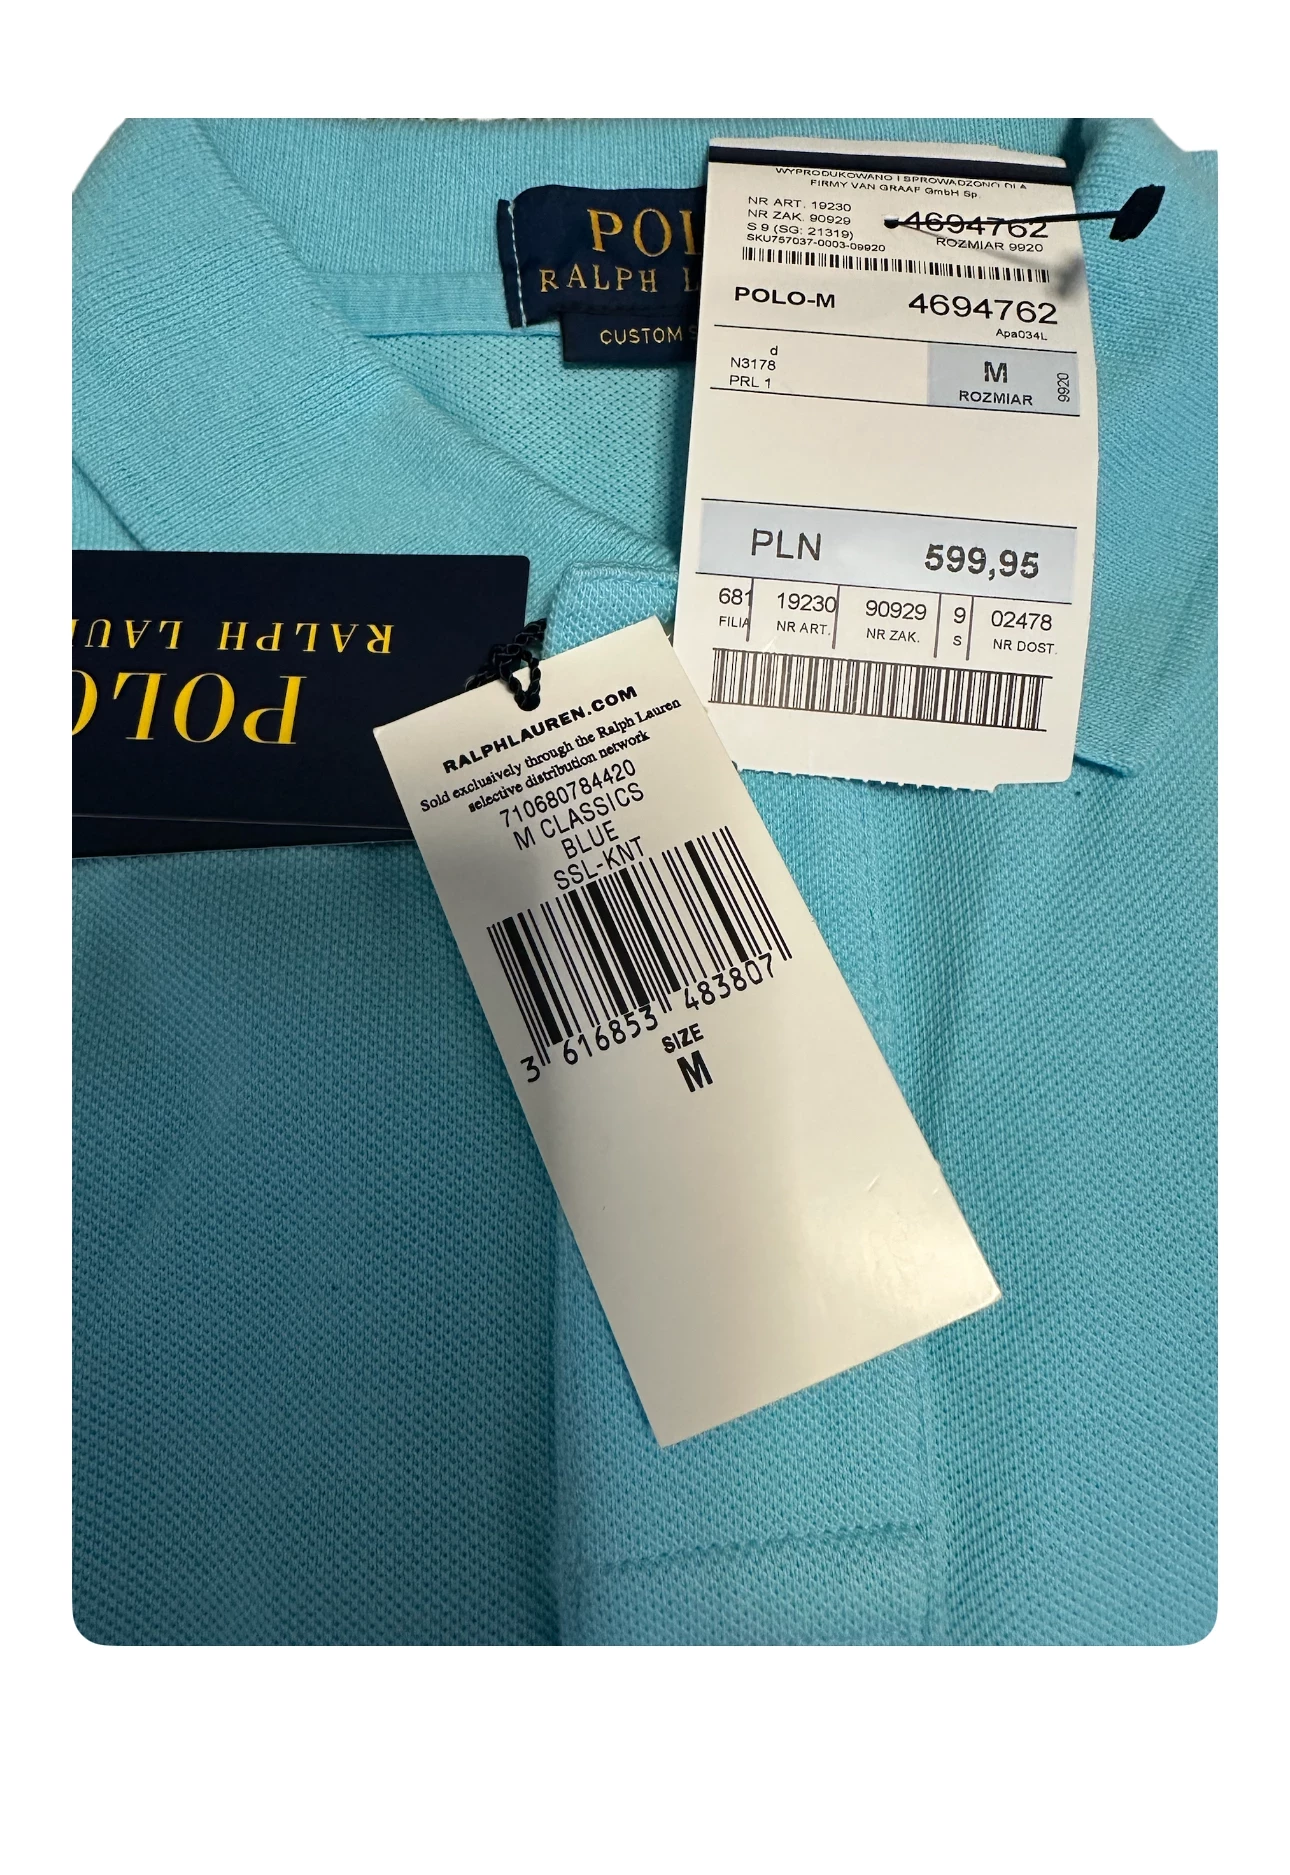 POL
RALPH L
CUSTOM S
WYPRODUKOWANO I SPROWADZONO DLA
FIRMY VAN GRAAF GmbH Sp.
NR ART. 19230
NR ZAK. 90929
S 9 (SG: 21319)
SKU757037-0003-09920
4694762
ROZMIAR 9920
POLO-M 4694762
Apa034L
d
N3178
PRL 1
M
ROZMIAR
9920
PLN 599,95
681 19230 90929 9 02478
FILIA NR ART. NR ZAK. S NR DOST.
POLO
RALPH LAU
RALPHLAUREN.COM
Sold exclusively through the Ralph Lauren
selective distribution network
710680784420
M CLASSICS
BLUE
SSL-KNT
3 616853 483807
SIZE
M